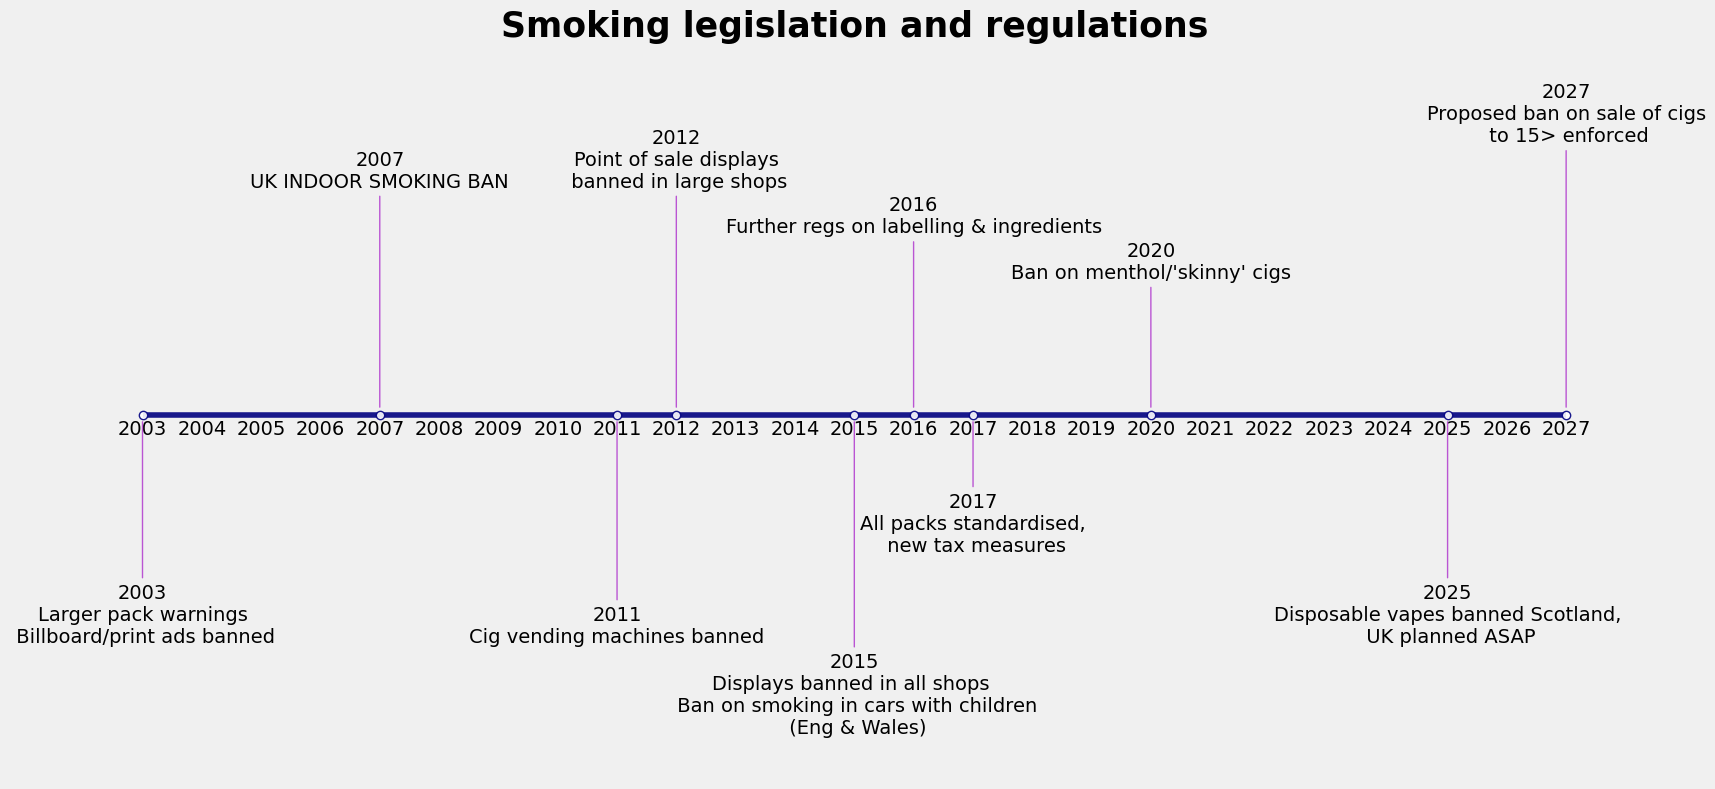 Smoking legislation and regulations
2027
Proposed ban on sale of cigs
to 15> enforced
2012
Point of sale displays
banned in large shops
2007
UK INDOOR SMOKING BAN
2016
Further regs on labelling & ingredients
2020
Ban on menthol/'skinny' cigs
2003 2004 2005 2006 2007 2008 2009 2010 2011 2012 2013 2014 2015 2016 2017 2018 2019 2020 2021 2022 2023 2024 2025 2026 2027
2017
All packs standardised,
new tax measures
2003
Larger pack warnings
Billboard/print ads banned
2011
Cig vending machines banned
2025
Disposable vapes banned Scotland,
UK planned ASAP
2015
Displays banned in all shops
Ban on smoking in cars with children
(Eng & Wales)